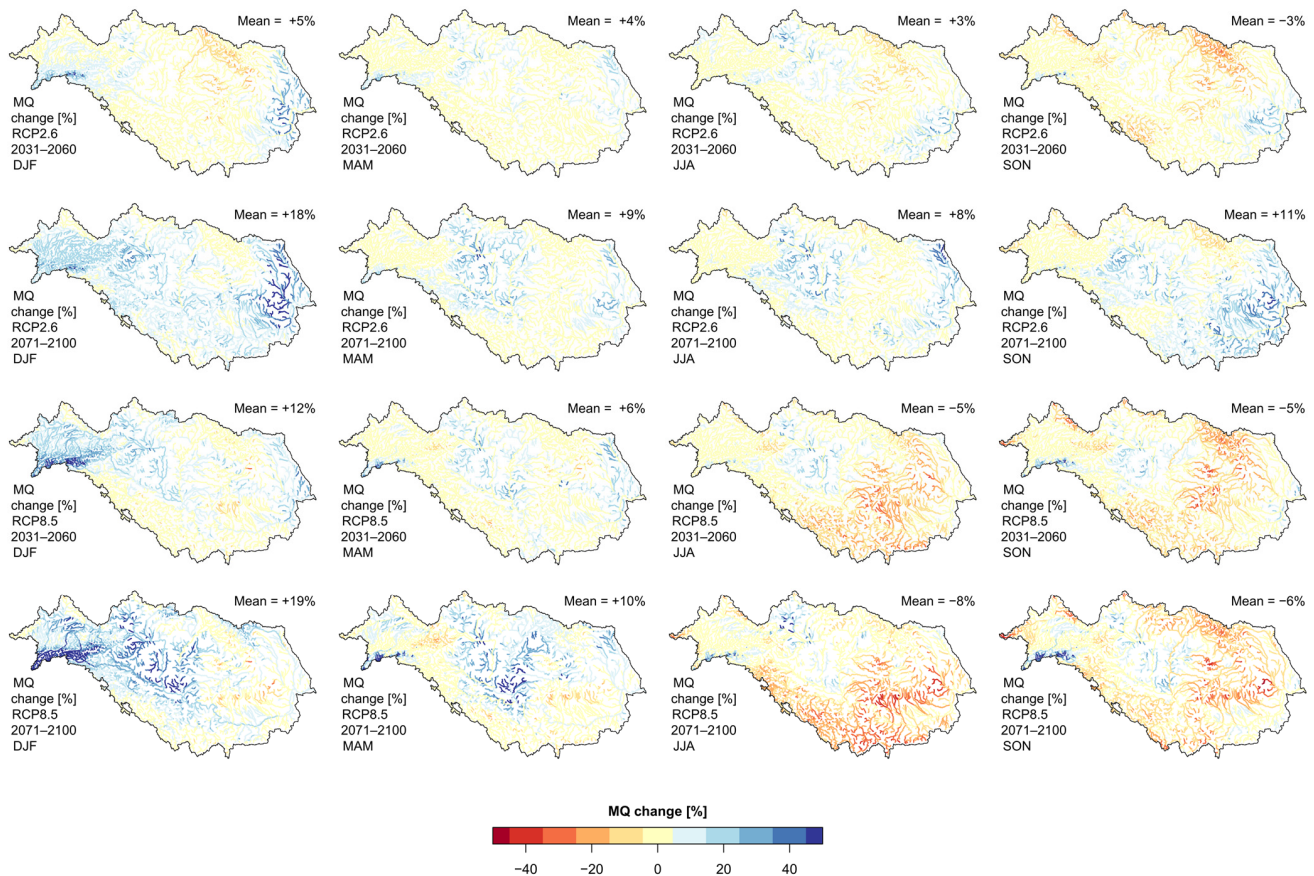 Mean = +5%
MQ
change [%]
RCP2.6
2031–2060
DJF
Mean = +4%
MQ
change [%]
RCP2.6
2031–2060
MAM
Mean = +3%
MQ
change [%]
RCP2.6
2031–2060
JJA
Mean = −3%
MQ
change [%]
RCP2.6
2031–2060
SON
Mean = +18%
MQ
change [%]
RCP2.6
2071–2100
DJF
Mean = +9%
MQ
change [%]
RCP2.6
2071–2100
MAM
Mean = +8%
MQ
change [%]
RCP2.6
2071–2100
JJA
Mean = +11%
MQ
change [%]
RCP2.6
2071–2100
SON
Mean = +12%
MQ
change [%]
RCP8.5
2031–2060
DJF
Mean = +6%
MQ
change [%]
RCP8.5
2031–2060
MAM
Mean = −5%
MQ
change [%]
RCP8.5
2031–2060
JJA
Mean = −5%
MQ
change [%]
RCP8.5
2031–2060
SON
Mean = +19%
MQ
change [%]
RCP8.5
2071–2100
DJF
Mean = +10%
MQ
change [%]
RCP8.5
2071–2100
MAM
Mean = −8%
MQ
change [%]
RCP8.5
2071–2100
JJA
Mean = −6%
MQ
change [%]
RCP8.5
2071–2100
SON
MQ change [%]
−40 −20 0 20 40